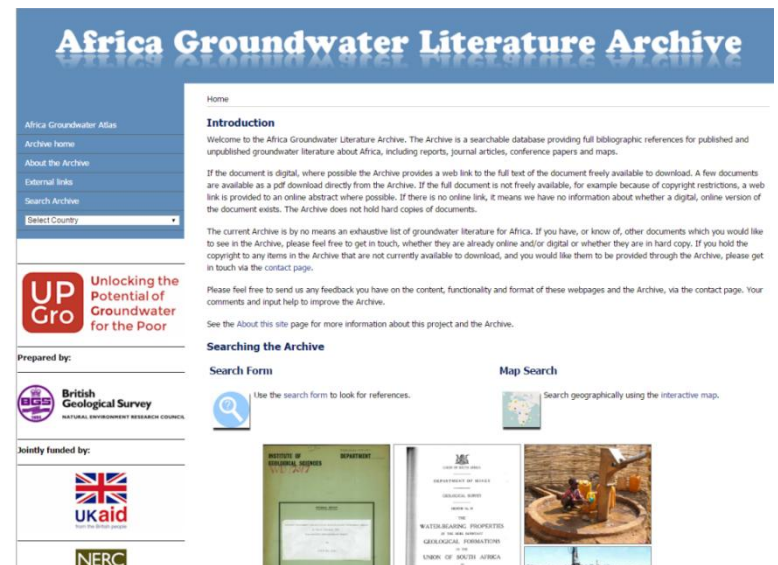 Africa Groundwater Literature Archive
Africa Groundwater Atlas
Archive home
About the Archive
External links
Search Archive
Select Country
UP
Gro
Unlocking the
Potential of
Groundwater
for the Poor
Prepared by:
BGS
British
Geological Survey
NATURAL ENVIRONMENT RESEARCH COUNCIL
Jointly funded by:
UKaid
from the British people
NERC
Home
Introduction
Welcome to the Africa Groundwater Literature Archive. The Archive is a searchable database providing full bibliographic references for published and
unpublished groundwater literature about Africa, including reports, journal articles, conference papers and maps.
If the document is digital, where possible the Archive provides a web link to the full text of the document freely available to download. A few documents
are available as a pdf download directly from the Archive. If the full document is not freely available, for example because of copyright restrictions, a web
link is provided to an online abstract where possible. If there is no online link, it means we have no information about whether a digital, online version of
the document exists. The Archive does not hold hard copies of documents.
The current Archive is by no means an exhaustive list of groundwater literature for Africa. If you have, or know of, other documents which you would like
to see in the Archive, please feel free to get in touch, whether they are already online and/or digital or whether they are in hard copy. If you hold the
copyright to any items in the Archive that are not currently available to download, and you would like them to be provided through the Archive, please get
in touch via the contact page.
Please feel free to send us any feedback you have on the content, functionality and format of these webpages and the Archive, via the contact page. Your
comments and input help to improve the Archive.
See the About this site page for more information about this project and the Archive.
Searching the Archive
Search Form
Use the search form to look for references.
Map Search
Search geographically using the interactive map.
INSTITUTE OF
GEOLOGICAL SCIENCES
DEPARTMENT
UNION OF SOUTH AFRICA
DEPARTMENT OF MINES
GEOLOGICAL SURVEY
THE
WATER-BEARING PROPERTIES
OF THE MORE IMPORTANT
GEOLOGICAL FORMATIONS
IN THE
UNION OF SOUTH AFRICA